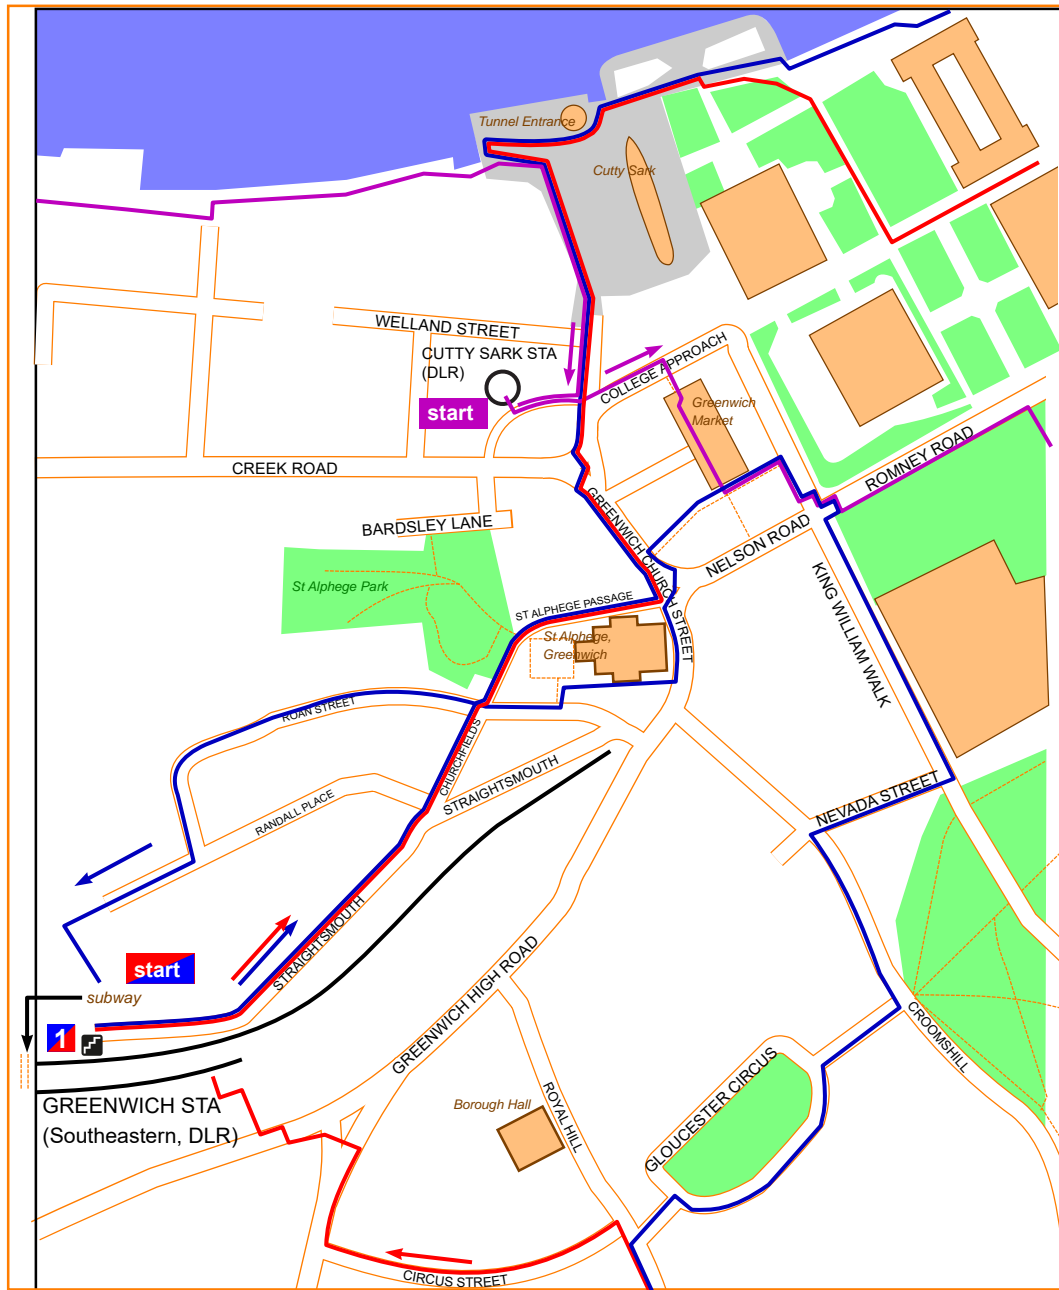 Tunnel Entrance
Cutty Sark
WELLAND STREET
CUTTY SARK STA
(DLR)
start
COLLEGE APPROACH
Greenwich
Market
ROMNEY ROAD
CREEK ROAD
BARDSLEY LANE
GREENWICH CHURCH STREET
NELSON ROAD
St Alphege Park
ST ALPHEGE PASSAGE
St Alphege,
Greenwich
KING WILLIAM WALK
ROAN STREET
CHURCHFIELDS
STRAIGHTSMOUTH
RANDALL PLACE
NEVADA STREET
STRAIGHTSMOUTH
start
subway
1
GREENWICH HIGH ROAD
CROOMSHILL
GREENWICH STA
(Southeastern, DLR)
Borough Hall
ROYAL HILL
GLOUCESTER CIRCUS
CIRCUS STREET